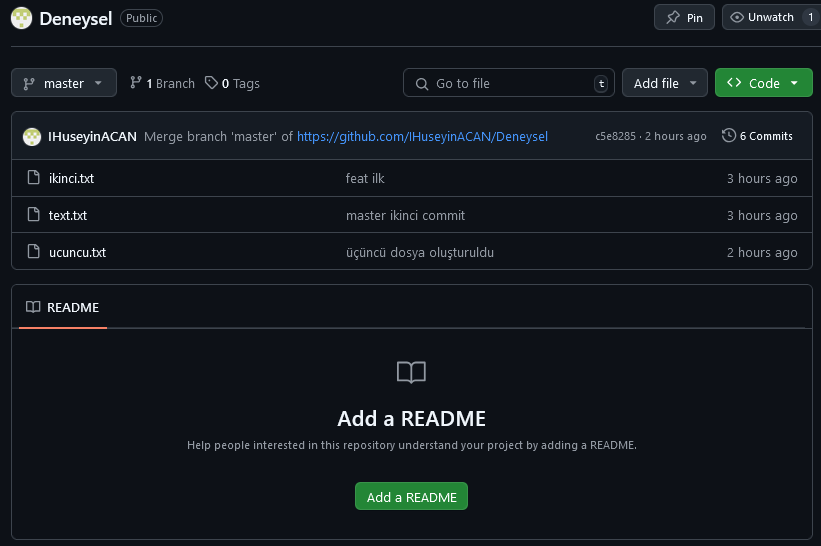 Deneysel Public Pin Unwatch 1
master 1 Branch 0 Tags Go to file t Add file Code
IHuseyinACAN Merge branch 'master' of https://github.com/IHuseyinACAN/Deneysel c5e8285 · 2 hours ago 6 Commits
ikinci.txt feat ilk 3 hours ago
text.txt master ikinci commit 3 hours ago
ucuncu.txt üçüncü dosya oluşturuldu 2 hours ago
README
Add a README
Help people interested in this repository understand your project by adding a README.
Add a README